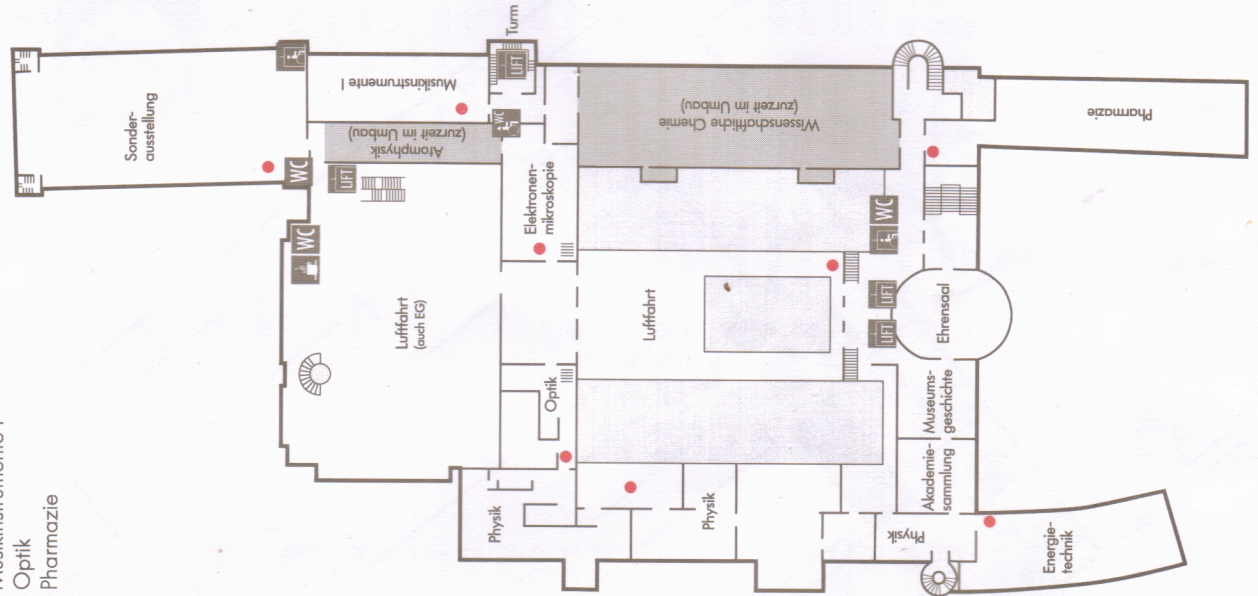 Musikinstrumente I
Optik
Pharmazie
Sonder-
ausstellung
WC
WC
LIFT
Musikinstrumente I
Atomphysik
(zurzeit im Umbau)
LIFT
Turm
WC
Luftfahrt
(auch EG)
Elektronen-
mikroskopie
Optik
Physik
Wissenschaftliche Chemie
(zurzeit im Umbau)
Luftfahrt
Physik
WC
LIFT
LIFT
Pharmazie
Ehrensaal
Museums-
geschichte
Akademie-
sammlung
Physik
Energie-
technik